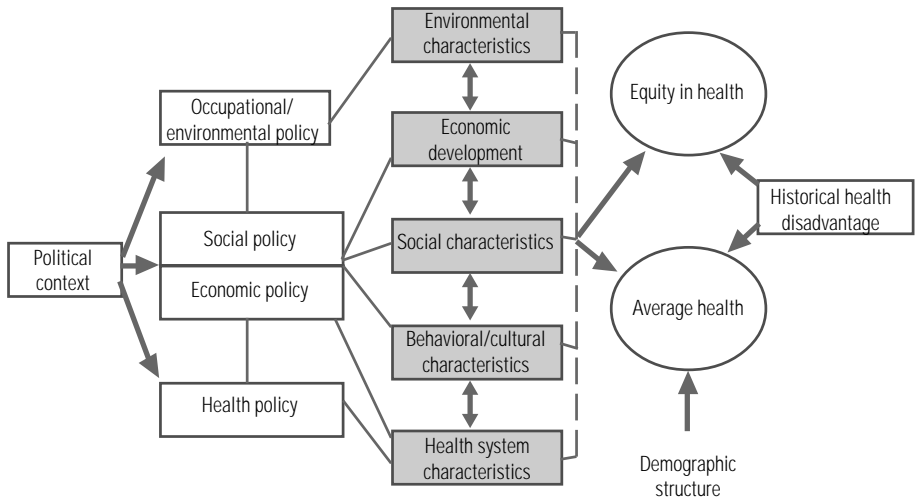 Political
context
Occupational/
environmental policy
Social policy
Economic policy
Health policy
Environmental
characteristics
Economic
development
Social characteristics
Behavioral/cultural
characteristics
Health system
characteristics
Equity in health
Average health
Historical health
disadvantage
Demographic
structure